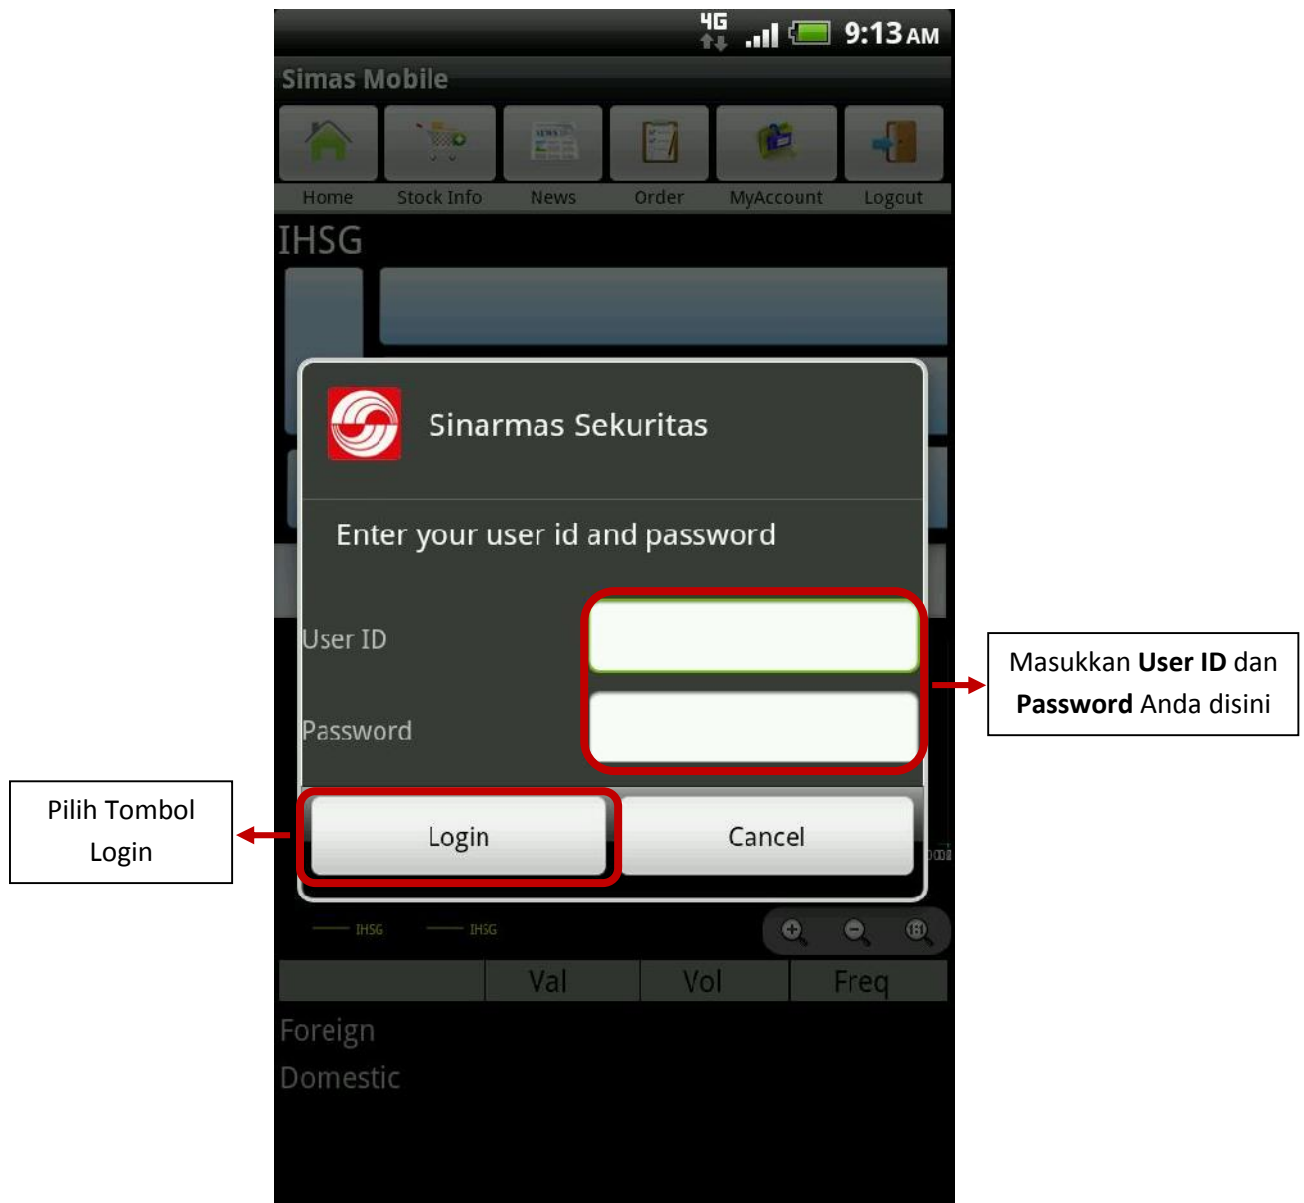 4G 9:13 AM
Simas Mobile
Home Stock Info News Order MyAccount Logout
IHSG
Sinarmas Sekuritas
Enter your user id and password
User ID
Password
Masukkan User ID dan
Password Anda disini
Pilih Tombol
Login
Login Cancel
IHSG IHSG
Val Vol Freq
Foreign
Domestic